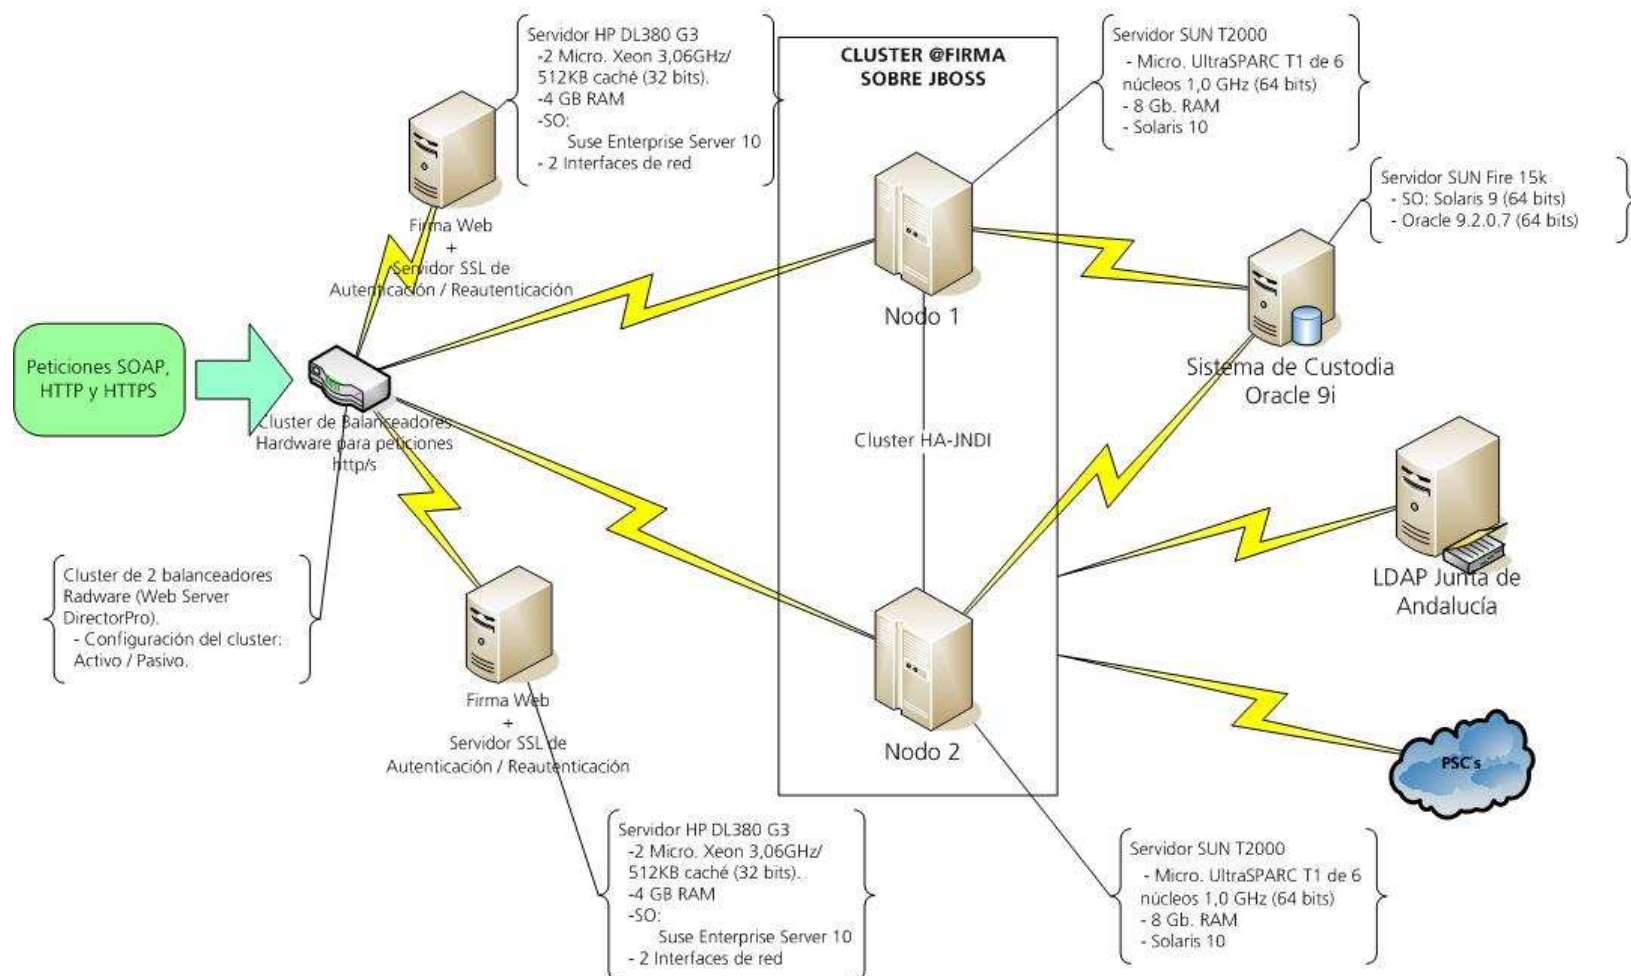 Servidor HP DL380 G3
-2 Micro. Xeon 3,06GHz/
512KB caché (32 bits).
-4 GB RAM
-SO:
Suse Enterprise Server 10
- 2 Interfaces de red
CLUSTER @FIRMA
SOBRE JBOSS
Servidor SUN T2000
- Micro. UltraSPARC T1 de 6
núcleos 1,0 GHz (64 bits)
- 8 Gb. RAM
- Solaris 10
Servidor SUN Fire 15k
- SO: Solaris 9 (64 bits)
- Oracle 9.2.0.7 (64 bits)
Firma Web
+
Servidor SSL de
Autenticación / Reautenticación
Nodo 1
Peticiones SOAP,
HTTP y HTTPS
Sistema de Custodia
Oracle 9i
Cluster de Balanceadores
Hardware para peticiones
http/s
Cluster HA-JNDI
Cluster de 2 balanceadores
Radware (Web Server
DirectorPro).
- Configuración del cluster:
Activo / Pasivo.
LDAP Junta de
Andalucía
Firma Web
+
Servidor SSL de
Autenticación / Reautenticación
Nodo 2
PSC's
Servidor HP DL380 G3
-2 Micro. Xeon 3,06GHz/
512KB caché (32 bits).
-4 GB RAM
-SO:
Suse Enterprise Server 10
- 2 Interfaces de red
Servidor SUN T2000
- Micro. UltraSPARC T1 de 6
núcleos 1,0 GHz (64 bits)
- 8 Gb. RAM
- Solaris 10